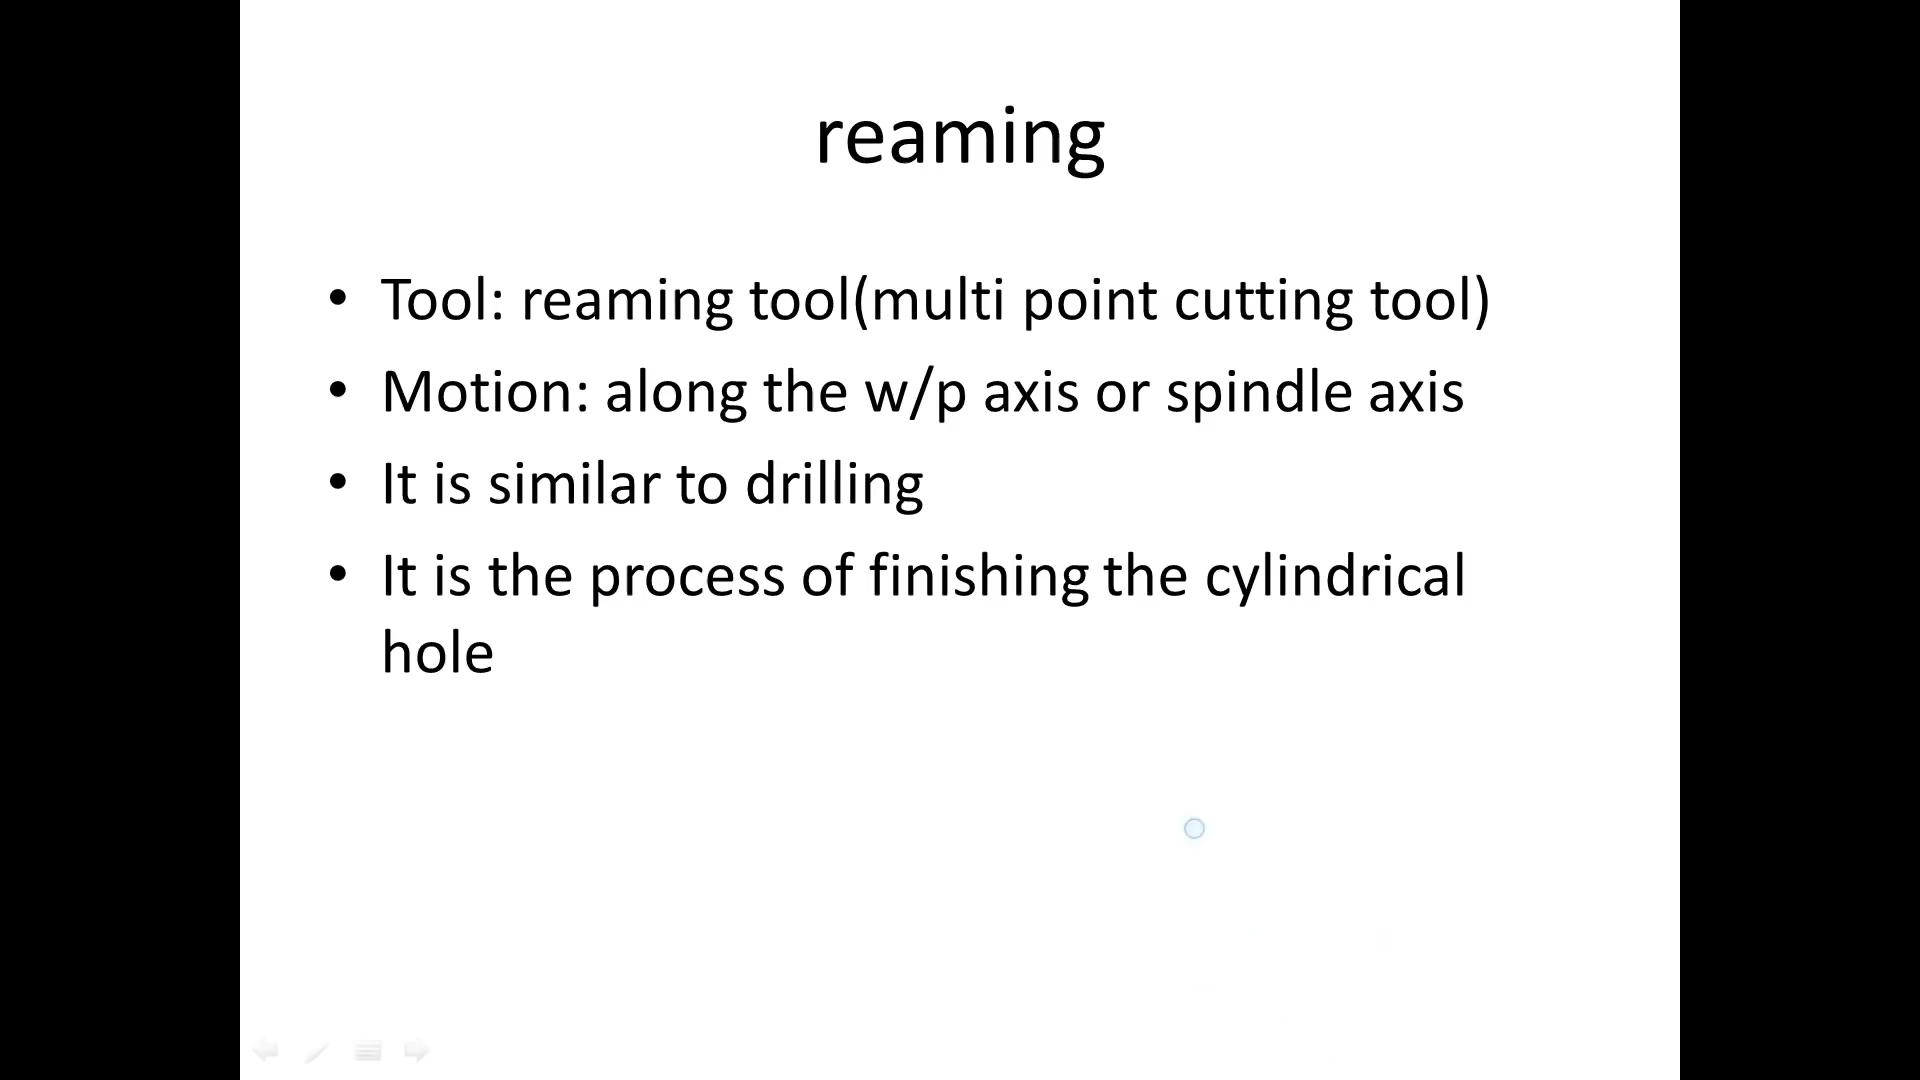 reaming
• Tool: reaming tool(multi point cutting tool)
• Motion: along the w/p axis or spindle axis
• It is similar to drilling
• It is the process of finishing the cylindrical
hole